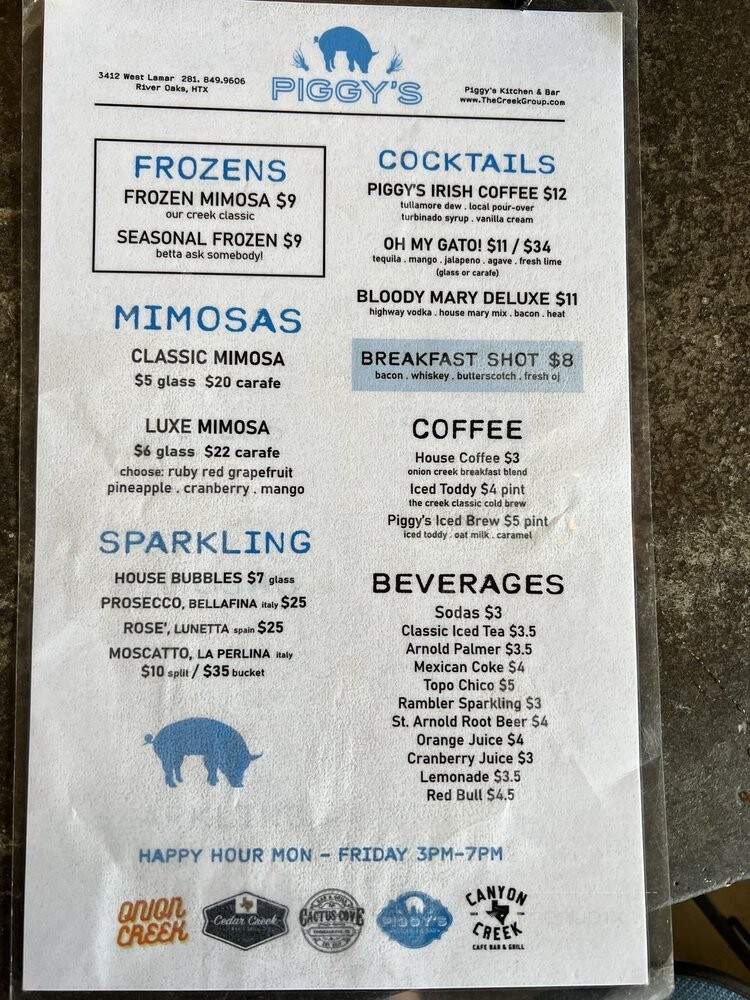 3412 West Lamar 281. 849.9606
River Oaks, HTX
PIGGY'S
Piggy's Kitchen & Bar
www.TheCreekGroup.com
FROZENS
FROZEN MIMOSA $9
our creek classic
SEASONAL FROZEN $9
betta ask somebody!
MIMOSAS
CLASSIC MIMOSA
$5 glass $20 carafe
LUXE MIMOSA
$6 glass $22 carafe
choose: ruby red grapefruit
pineapple . cranberry . mango
SPARKLING
HOUSE BUBBLES $7 glass
PROSECCO, BELLAFINA italy $25
ROSE', LUNETTA spain $25
MOSCATTO, LA PERLINA italy
$10 split / $35 bucket
COCKTAILS
PIGGY'S IRISH COFFEE $12
tullamore dew . local pour-over
turbinado syrup . vanilla cream
OH MY GATO! $11 / $34
tequila . mango . jalapeno . agave . fresh lime
(glass or carafe)
BLOODY MARY DELUXE $11
highway vodka . house mary mix . bacon . heat
BREAKFAST SHOT $8
bacon . whiskey . butterscotch . fresh oj
COFFEE
House Coffee $3
onion creek breakfast blend
Iced Toddy $4 pint
the creek classic cold brew
Piggy's Iced Brew $5 pint
iced toddy . oat milk . caramel
BEVERAGES
Sodas $3
Classic Iced Tea $3.5
Arnold Palmer $3.5
Mexican Coke $4
Topo Chico $5
Rambler Sparkling $3
St. Arnold Root Beer $4
Orange Juice $4
Cranberry Juice $3
Lemonade $3.5
Red Bull $4.5
HAPPY HOUR MON - FRIDAY 3PM-7PM
ONION
CREEK
Cedar Creek
BAR & GRILL
CACTUS COVE
PIGGY'S
CANYON
CREEK
CAFE BAR & GRILL